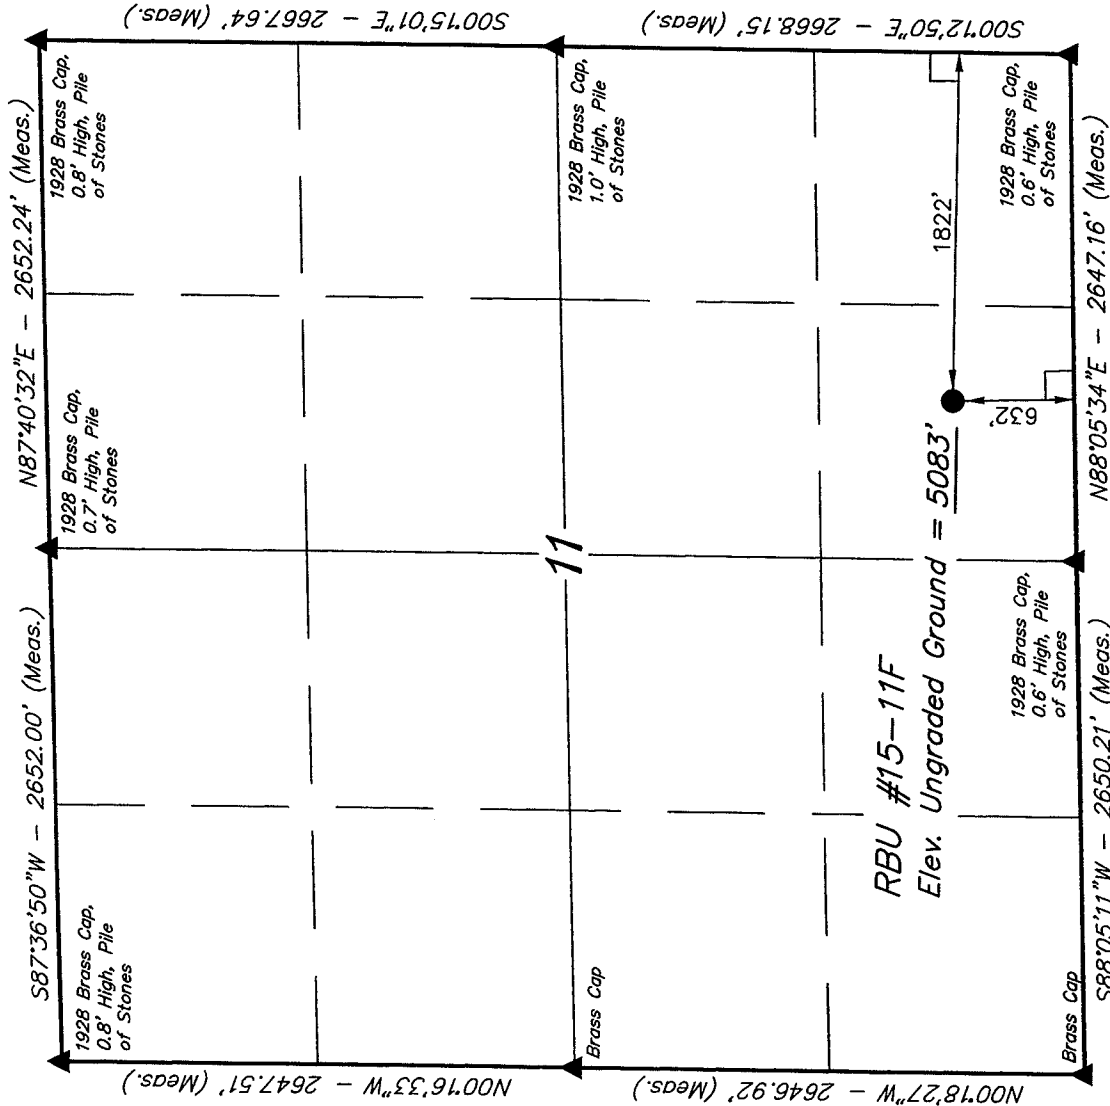 S87°36'50"W - 2652.00' (Meas.)
N87°40'32"E - 2652.24' (Meas.)
1928 Brass Cap,
0.8' High, Pile
of Stones
1928 Brass Cap,
0.7' High, Pile
of Stones
1928 Brass Cap,
0.8' High, Pile
of Stones
N00°16'33"W - 2647.51' (Meas.)
S00°15'01"E - 2667.64' (Meas.)
11
Brass Cap
1928 Brass Cap,
1.0' High, Pile
of Stones
N00°18'27"W - 2646.92' (Meas.)
S00°12'50"E - 2668.15' (Meas.)
RBU #15-11F
Elev. Ungraded Ground = 5083'
1822'
632'
Brass Cap
1928 Brass Cap,
0.6' High, Pile
of Stones
1928 Brass Cap,
0.6' High, Pile
of Stones
S88°05'11"W - 2650.21' (Meas.)
N88°05'34"E - 2647.16' (Meas.)